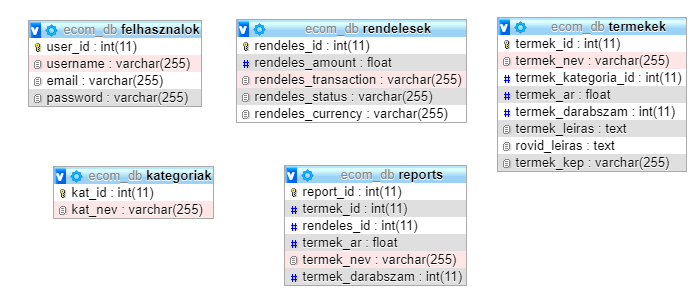 ecom_db felhasznalok
user_id : int(11)
username : varchar(255)
email : varchar(255)
password : varchar(255)
ecom_db rendelesek
rendeles_id : int(11)
rendeles_amount : float
rendeles_transaction : varchar(255)
rendeles_status : varchar(255)
rendeles_currency : varchar(255)
ecom_db termekek
termek_id : int(11)
termek_nev : varchar(255)
termek_kategoria_id : int(11)
termek_ar : float
termek_darabszam : int(11)
termek_leiras : text
rovid_leiras : text
termek_kep : varchar(255)
ecom_db kategoriak
kat_id : int(11)
kat_nev : varchar(255)
ecom_db reports
report_id : int(11)
termek_id : int(11)
rendeles_id : int(11)
termek_ar : float
termek_nev : varchar(255)
termek_darabszam : int(11)